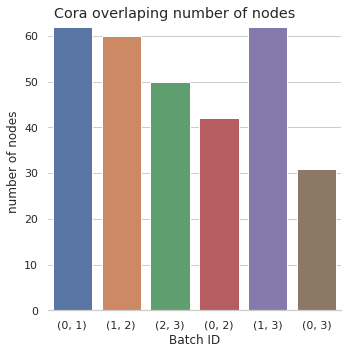 Cora overlaping number of nodes
60
50
40
30
20
10
0
number of nodes
(0, 1) (1, 2) (2, 3) (0, 2) (1, 3) (0, 3)
Batch ID